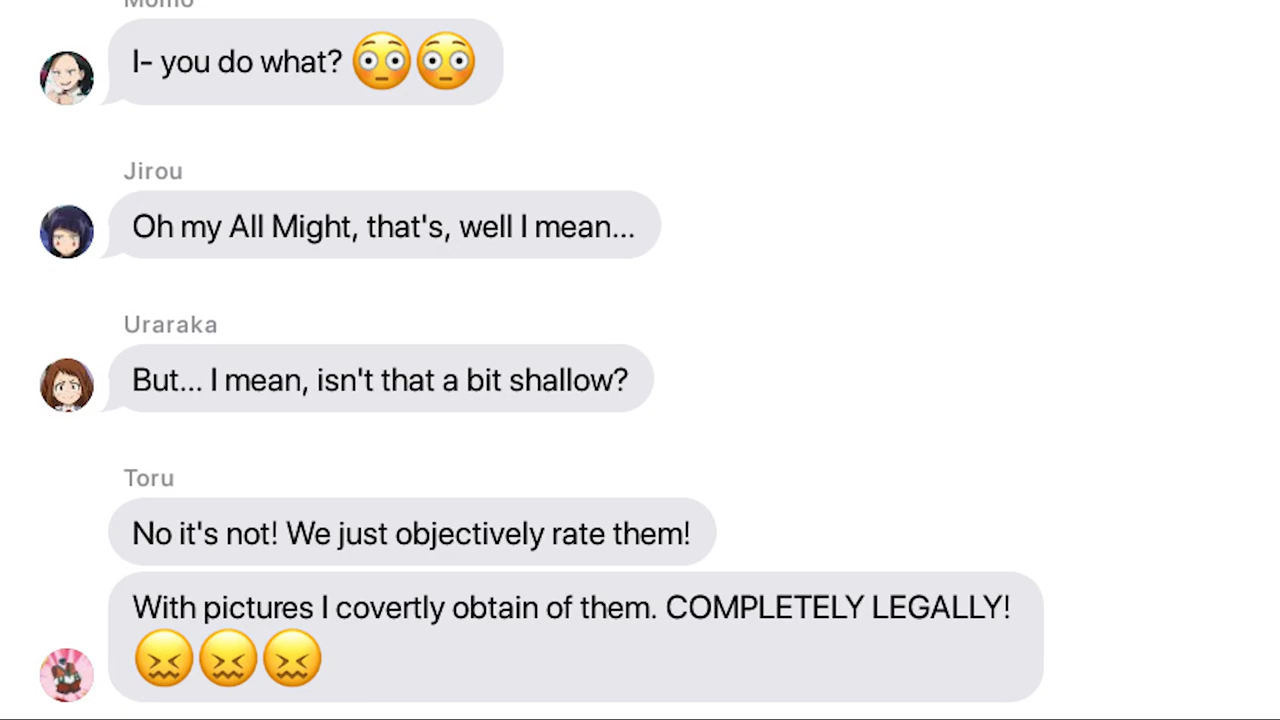 Momo
I- you do what? 😳😳
Jirou
Oh my All Might, that's, well I mean...
Uraraka
But... I mean, isn't that a bit shallow?
Toru
No it's not! We just objectively rate them!
With pictures I covertly obtain of them. COMPLETELY LEGALLY!
😖😖😖